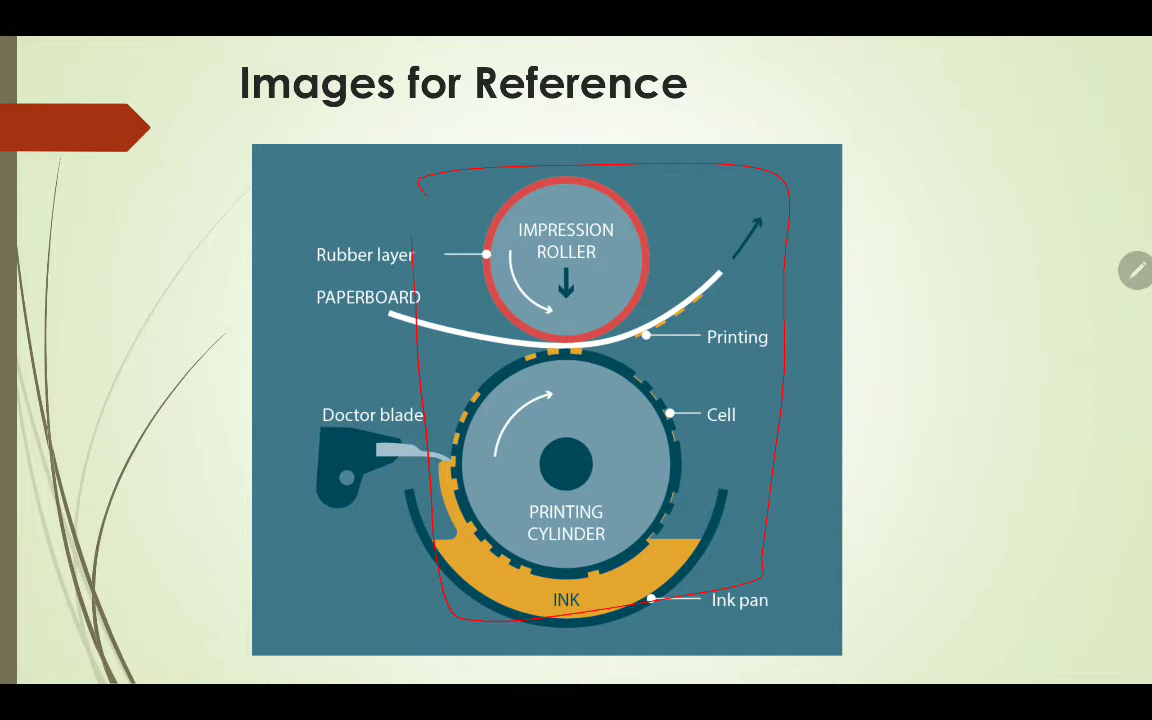 Images for Reference
IMPRESSION
ROLLER
Rubber layer
PAPERBOARD
Printing
Doctor blade
Cell
PRINTING
CYLINDER
INK
Ink pan